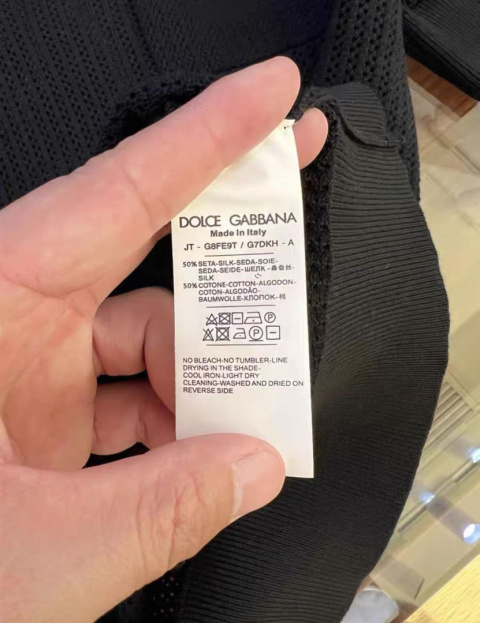 DOLCE GABBANA
Made in Italy
JT - G8FE9T / G7DKH - A
50% SETA-SILK-SEDA-SOIE-
SEDA-SEIDE-ШЕЛК-
SILK
50% COTONE-COTTON-ALGODON-
COTON-ALGODÃO-
BAUMWOLLE-ХЛОПОК-棉
P
P
NO BLEACH-NO TUMBLER-LINE
DRYING IN THE SHADE-
COOL IRON-LIGHT DRY
CLEANING-WASHED AND DRIED ON
REVERSE SIDE